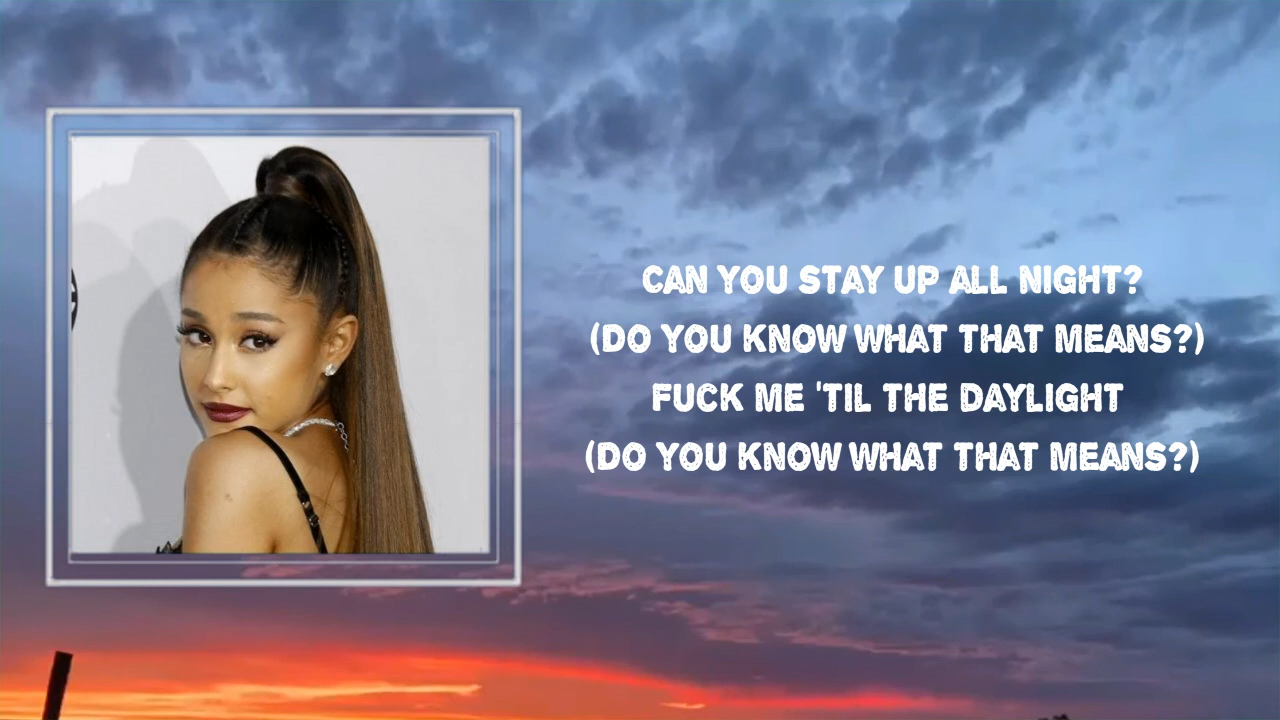 CAN YOU STAY UP ALL NIGHT?
(DO YOU KNOW WHAT THAT MEANS?)
FUCK ME 'TIL THE DAYLIGHT
(DO YOU KNOW WHAT THAT MEANS?)